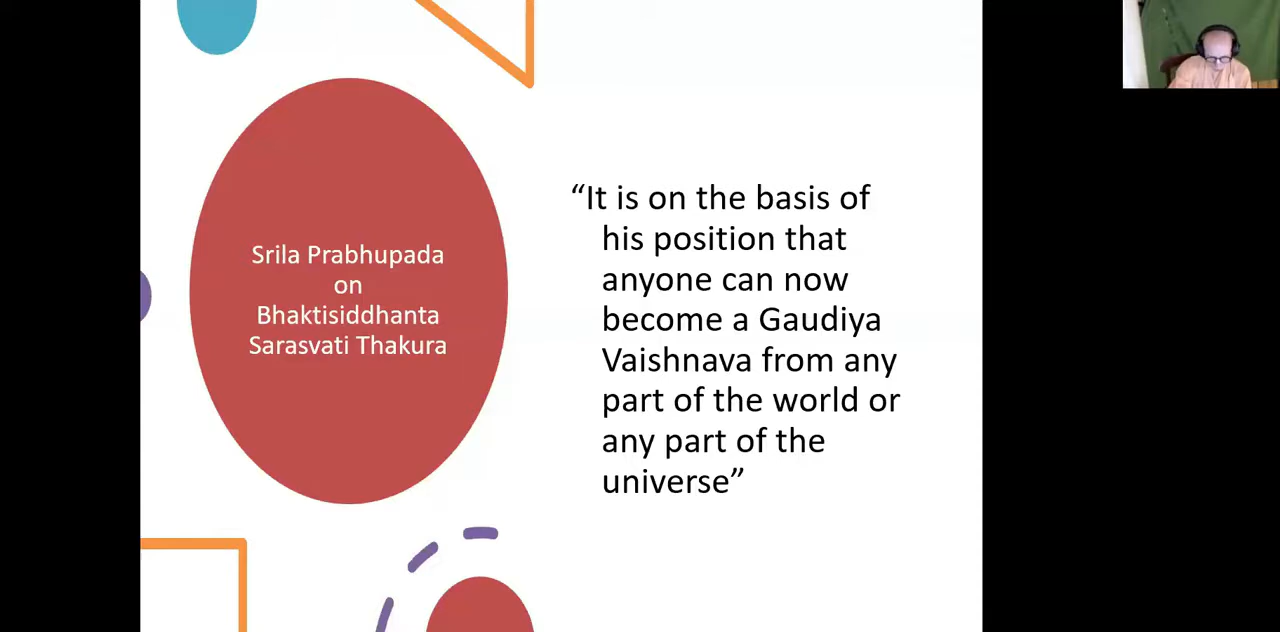 Srila Prabhupada
on
Bhaktisiddhanta
Sarasvati Thakura
“It is on the basis of
his position that
anyone can now
become a Gaudiya
Vaishnava from any
part of the world or
any part of the
universe”